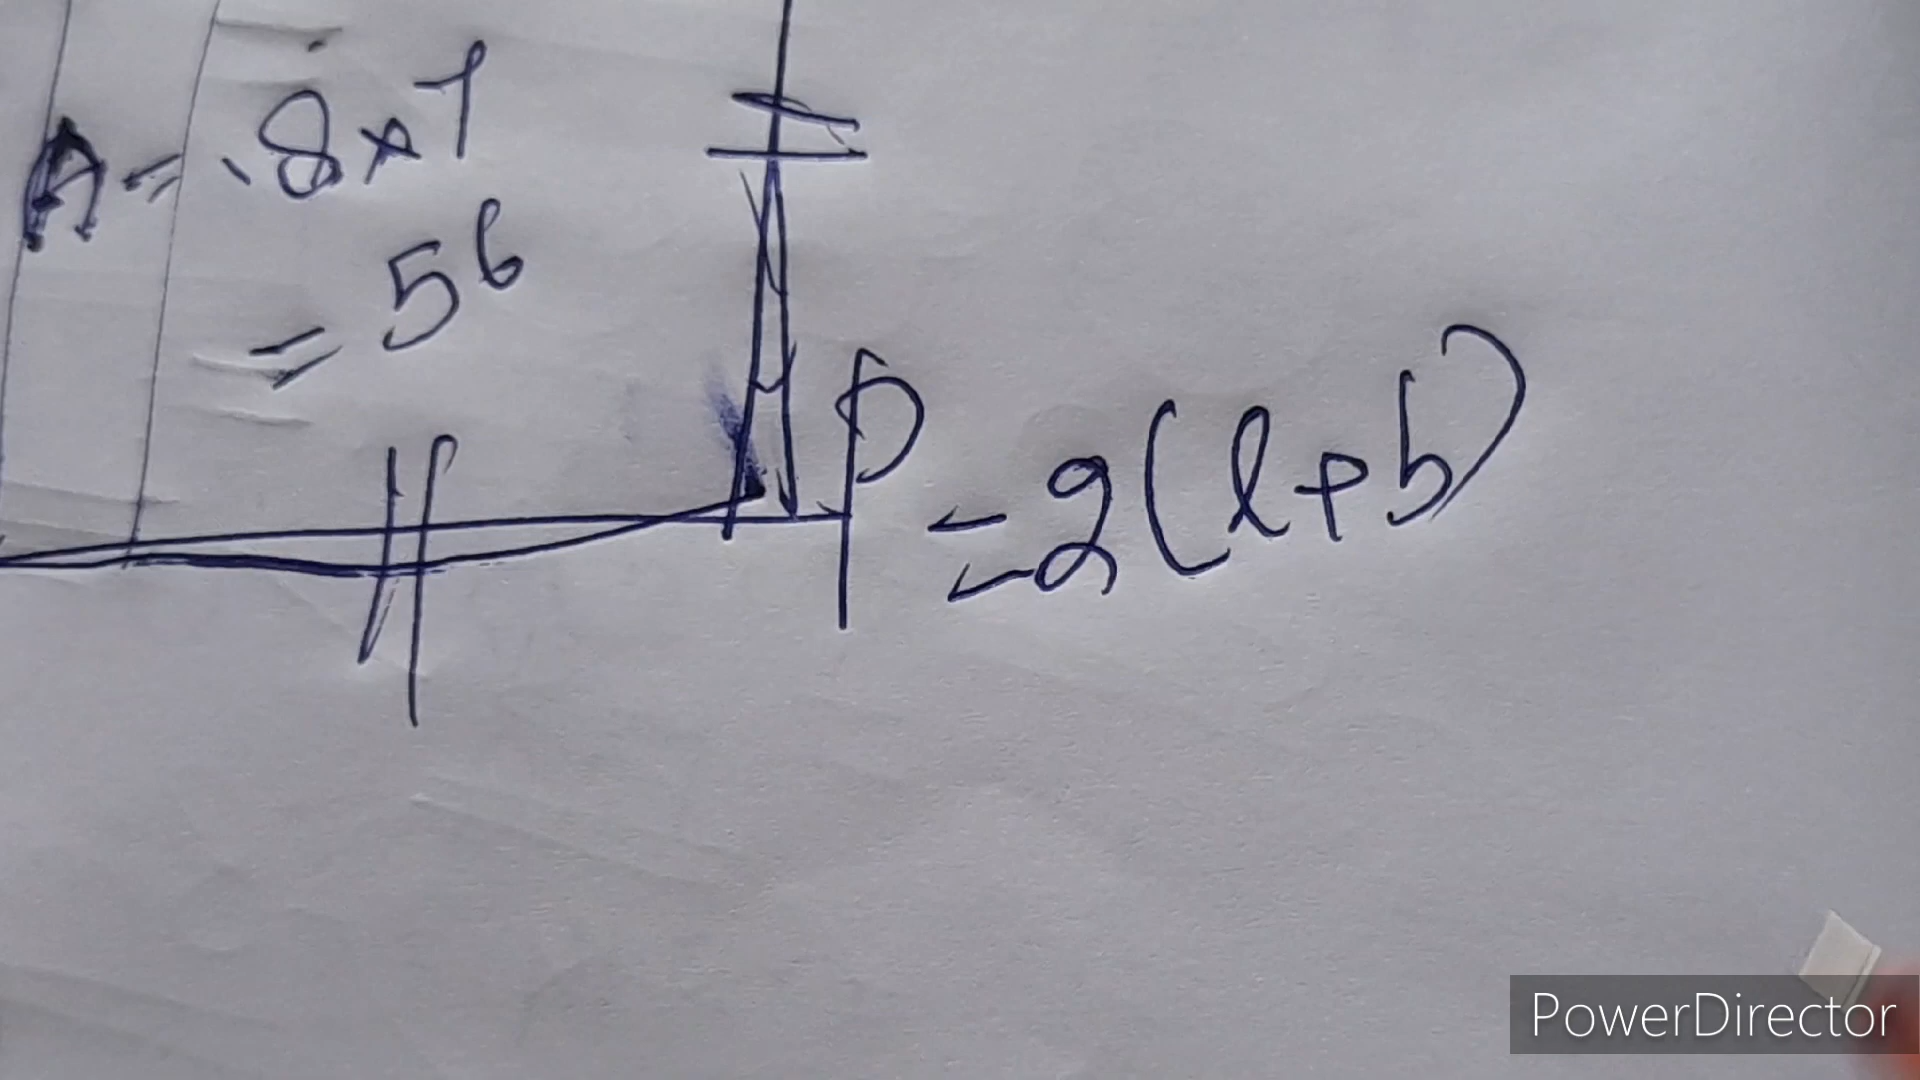 A = 8 × 7
= 56
P = 2(l+b)
PowerDirector